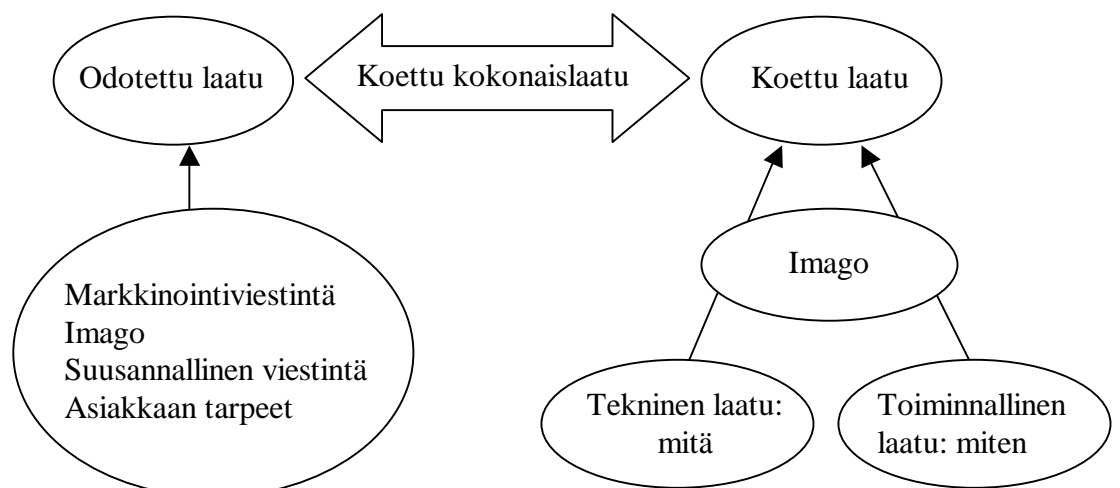 Odotettu laatu
Koettu kokonaislaatu
Koettu laatu
Markkinointiviestintä
Imago
Suusannallinen viestintä
Asiakkaan tarpeet
Imago
Tekninen laatu:
mitä
Toiminnallinen
laatu: miten